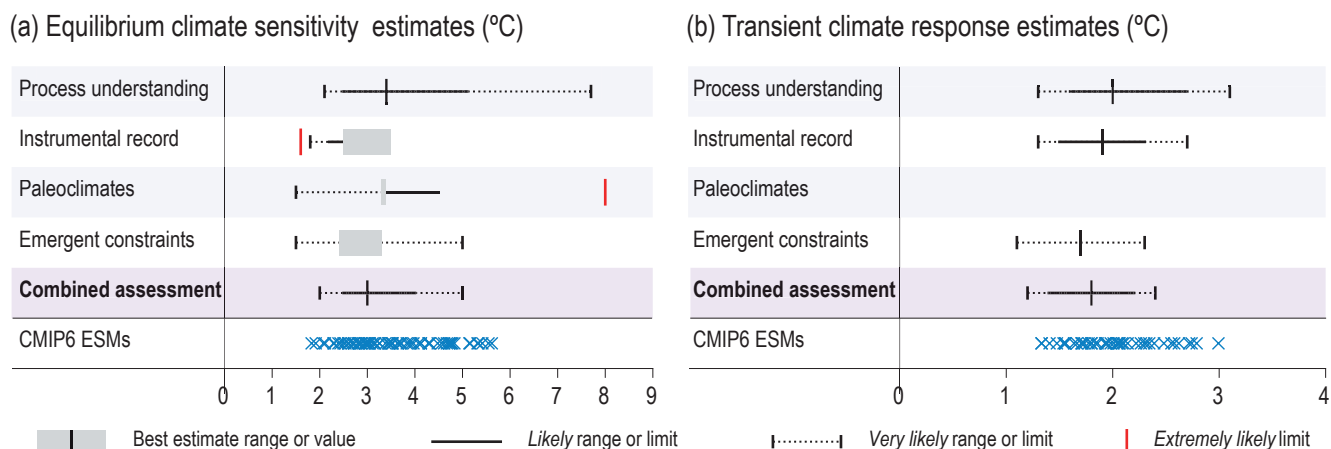 (a) Equilibrium climate sensitivity estimates (ºC)
Process understanding
Instrumental record
Paleoclimates
Emergent constraints
Combined assessment
CMIP6 ESMs
0 1 2 3 4 5 6 7 8 9
(b) Transient climate response estimates (ºC)
Process understanding
Instrumental record
Paleoclimates
Emergent constraints
Combined assessment
CMIP6 ESMs
0 1 2 3 4
Best estimate range or value Likely range or limit Very likely range or limit Extremely likely limit